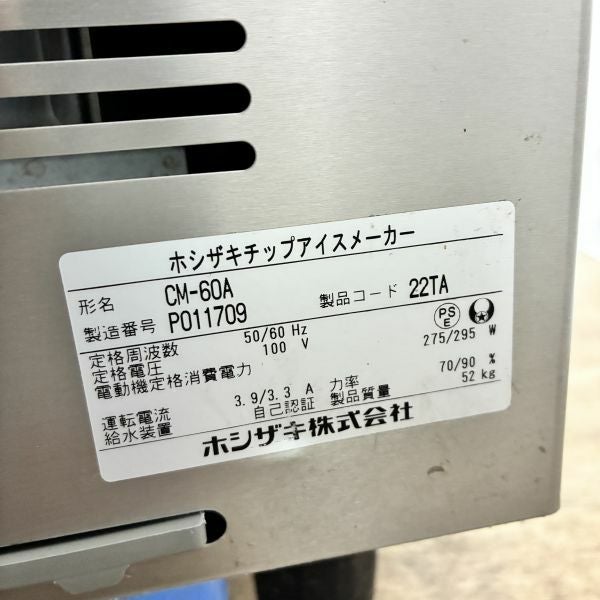 ホシザキチップアイスメーカー
形名 CM-60A 製品コード 22TA
製造番号 P011709
定格周波数 50/60 Hz PSE
定格電圧 100 V
電動機定格消費電力 275/295 W
運転電流 3.9/3.3 A 力率 70/90 %
給水装置 自己認証 製品質量 52 kg
ホシザキ株式会社